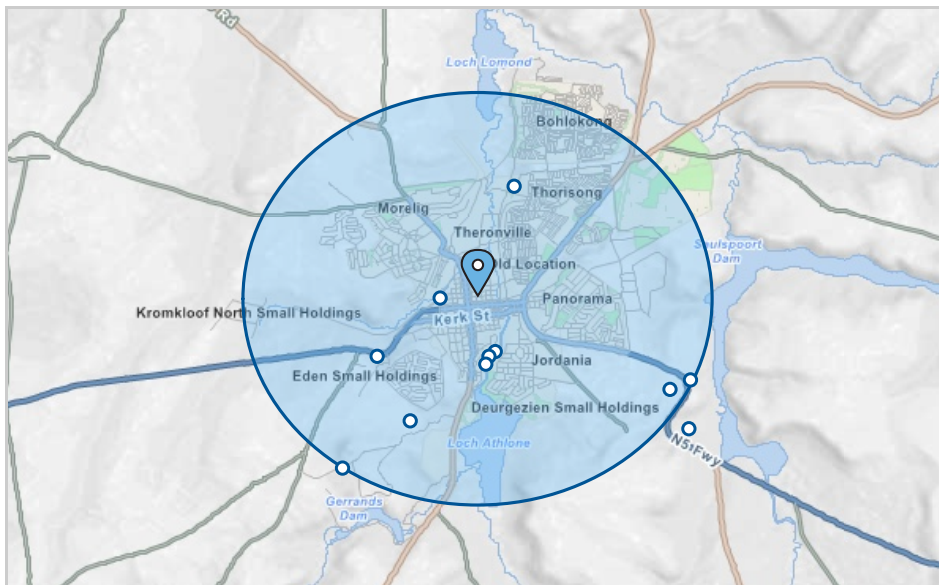 Rd
Loch Lomond
Bohlokong
Thorisong
Morelig
Theronville
Saulspoort
Dam
Old Location
Panorama
Kromkloof North Small Holdings
Kerk St
Jordania
Eden Small Holdings
Deurgezien Small Holdings
Loch Athlone
N5 Fwy
Gerrands
Dam